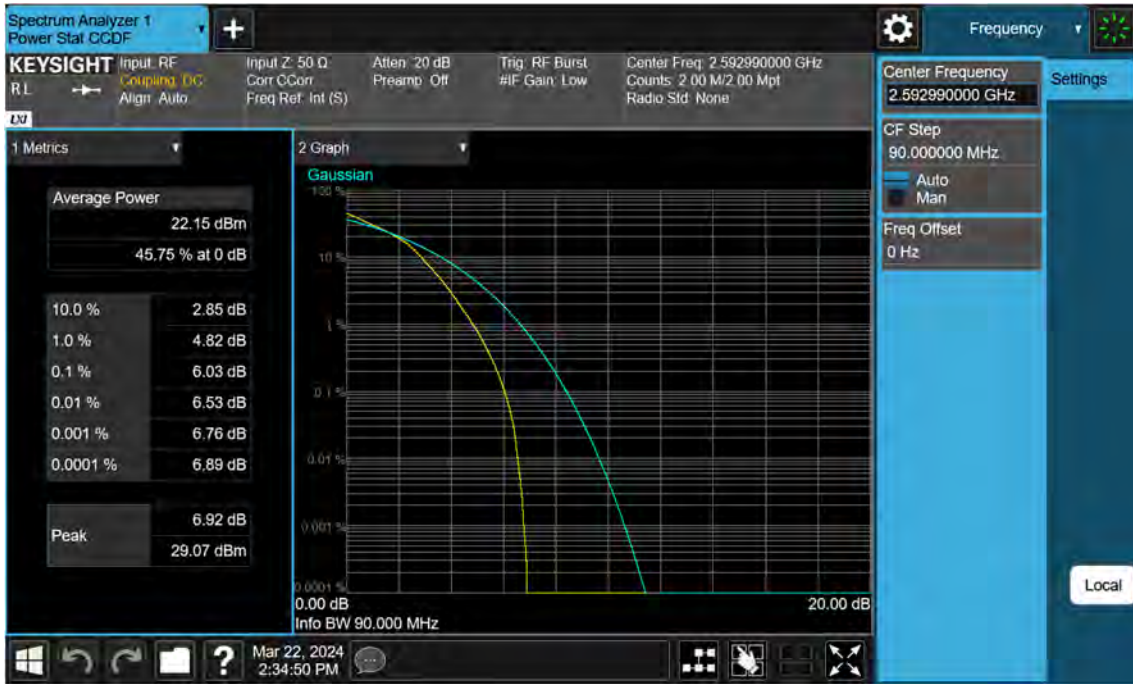 Spectrum Analyzer 1
Power Stat CCDF
Frequency
KEYSIGHT
R L
LXI
Input: RF
Coupling: DC
Align: Auto
Input Z: 50 Ω
Corr CCorr
Freq Ref: Int (S)
Atten: 20 dB
Preamp: Off
Trig: RF Burst
#IF Gain: Low
Center Freq: 2.592990000 GHz
Counts: 2.00 M/2.00 Mpt
Radio Std: None
Center Frequency
2.592990000 GHz
Settings
CF Step
90.000000 MHz
Auto
Man
Freq Offset
0 Hz
Local
1 Metrics
Average Power
22.15 dBm
45.75 % at 0 dB
10.0 % 2.85 dB
1.0 % 4.82 dB
0.1 % 6.03 dB
0.01 % 6.53 dB
0.001 % 6.76 dB
0.0001 % 6.89 dB
Peak
6.92 dB
29.07 dBm
2 Graph
Gaussian
100 %
10 %
1 %
0.1 %
0.01 %
0.001 %
0.0001 %
0.00 dB 20.00 dB
Info BW 90.000 MHz
?
Mar 22, 2024
2:34:50 PM